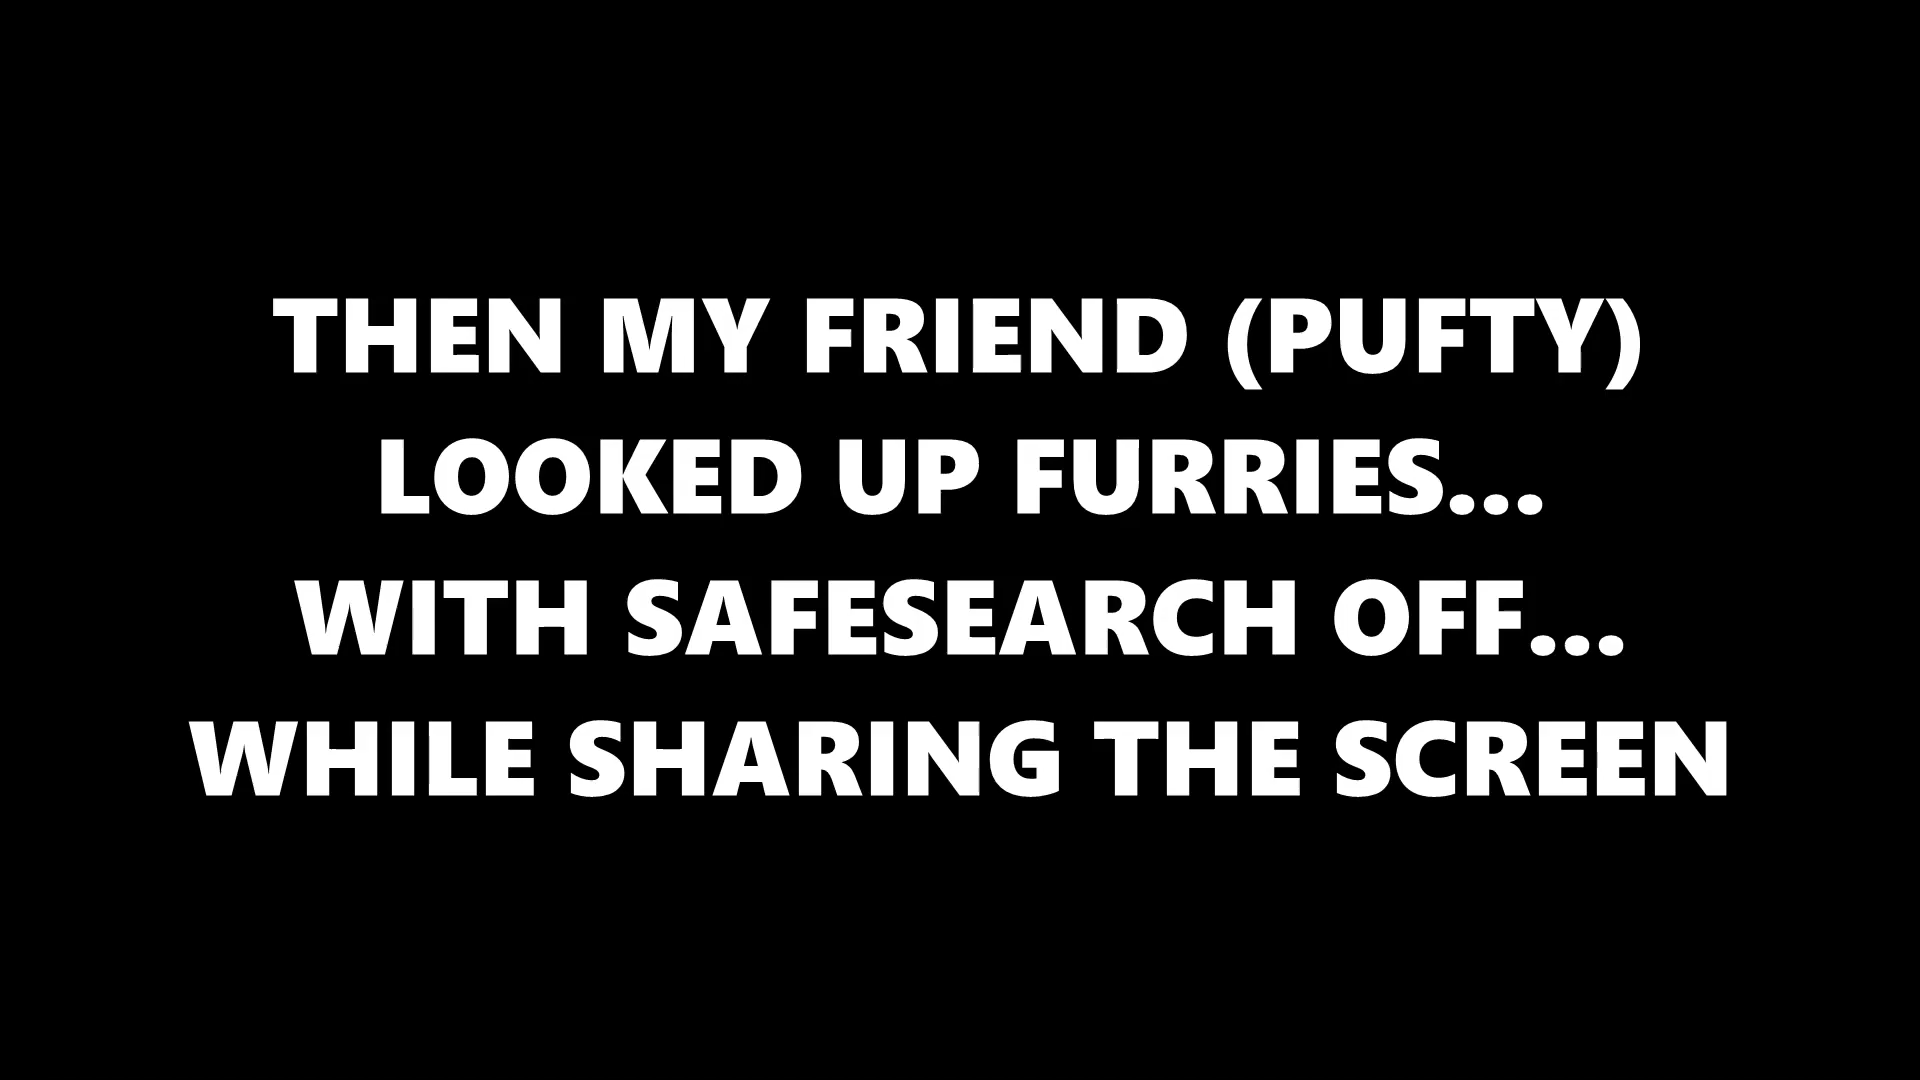 THEN MY FRIEND (PUFTY)
LOOKED UP FURRIES...
WITH SAFESEARCH OFF...
WHILE SHARING THE SCREEN